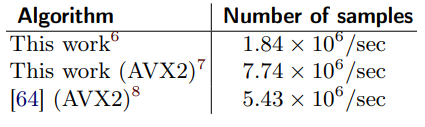 Algorithm Number of samples
This work⁶ 1.84 × 10⁶/sec
This work (AVX2)⁷ 7.74 × 10⁶/sec
[64] (AVX2)⁸ 5.43 × 10⁶/sec